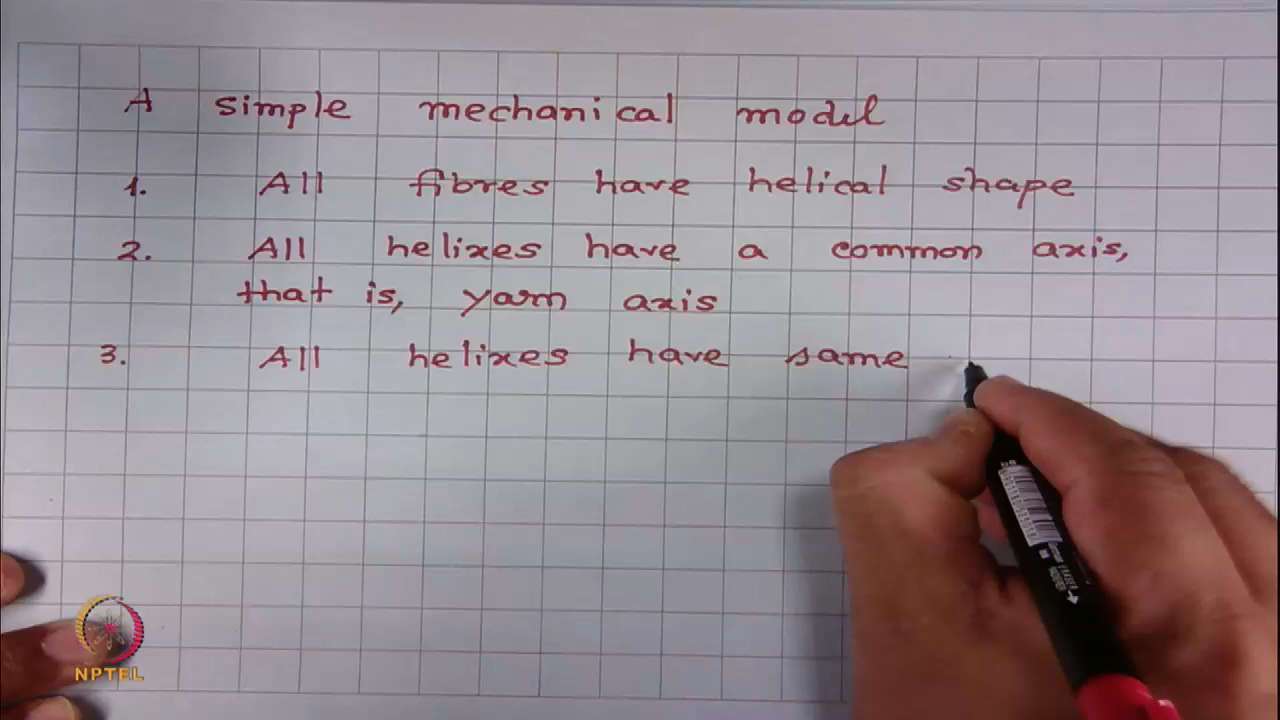 A simple mechanical model
1. All fibres have helical shape
2. All helixes have a common axis,
that is, yarn axis
3. All helixes have same
NPTEL